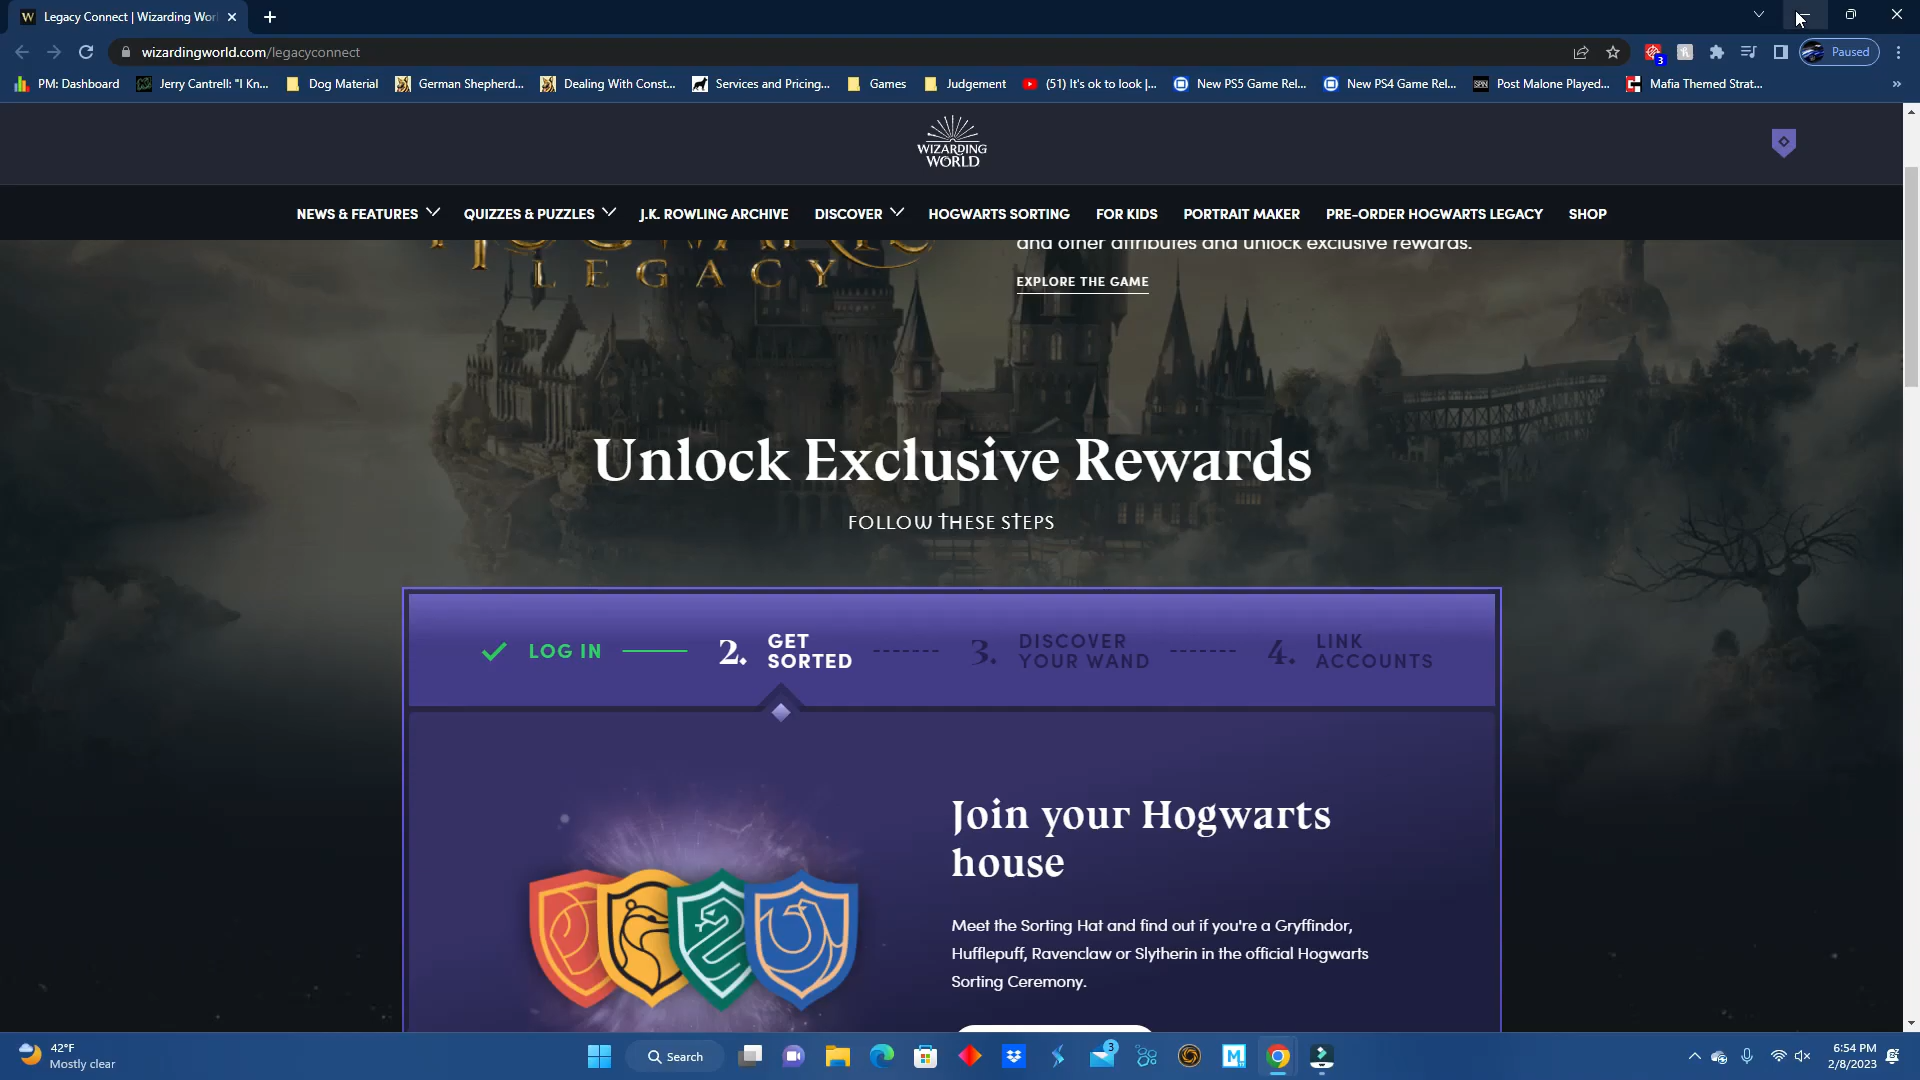 Legacy Connect | Wizarding Wor
wizardingworld.com/legacyconnect
Paused
3
PM: Dashboard
Jerry Cantrell: "I Kn...
Dog Material
German Shepherd...
Dealing With Const...
Services and Pricing...
Games
Judgement
(51) It's ok to look |...
New PS5 Game Rel...
New PS4 Game Rel...
Post Malone Played...
Mafia Themed Strat...
»
WIZARDING
WORLD
NEWS & FEATURES
QUIZZES & PUZZLES
J.K. ROWLING ARCHIVE
DISCOVER
HOGWARTS SORTING
FOR KIDS
PORTRAIT MAKER
PRE-ORDER HOGWARTS LEGACY
SHOP
LEGACY
and other attributes and unlock exclusive rewards.
EXPLORE THE GAME
Unlock Exclusive Rewards
FOLLOW THESE STEPS
LOG IN
2. GET
SORTED
3. DISCOVER
YOUR WAND
4. LINK
ACCOUNTS
Join your Hogwarts
house
Meet the Sorting Hat and find out if you're a Gryffindor,
Hufflepuff, Ravenclaw or Slytherin in the official Hogwarts
Sorting Ceremony.
42°F
Mostly clear
Search
3
6:54 PM
2/8/2023